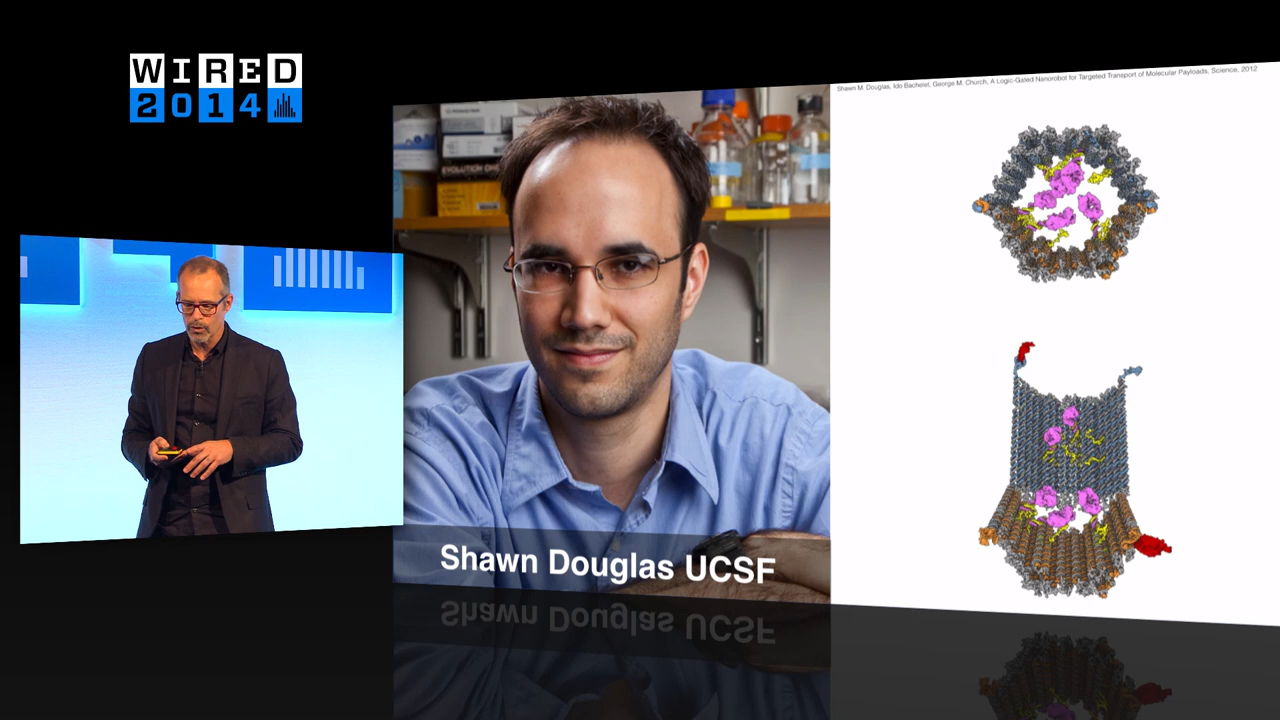 WIRED
2014
Shawn M. Douglas, Ido Bachelet, George M. Church, A Logic-Gated Nanorobot for Targeted Transport of Molecular Payloads, Science, 2012
EVOLUTION
Shawn Douglas UCSF